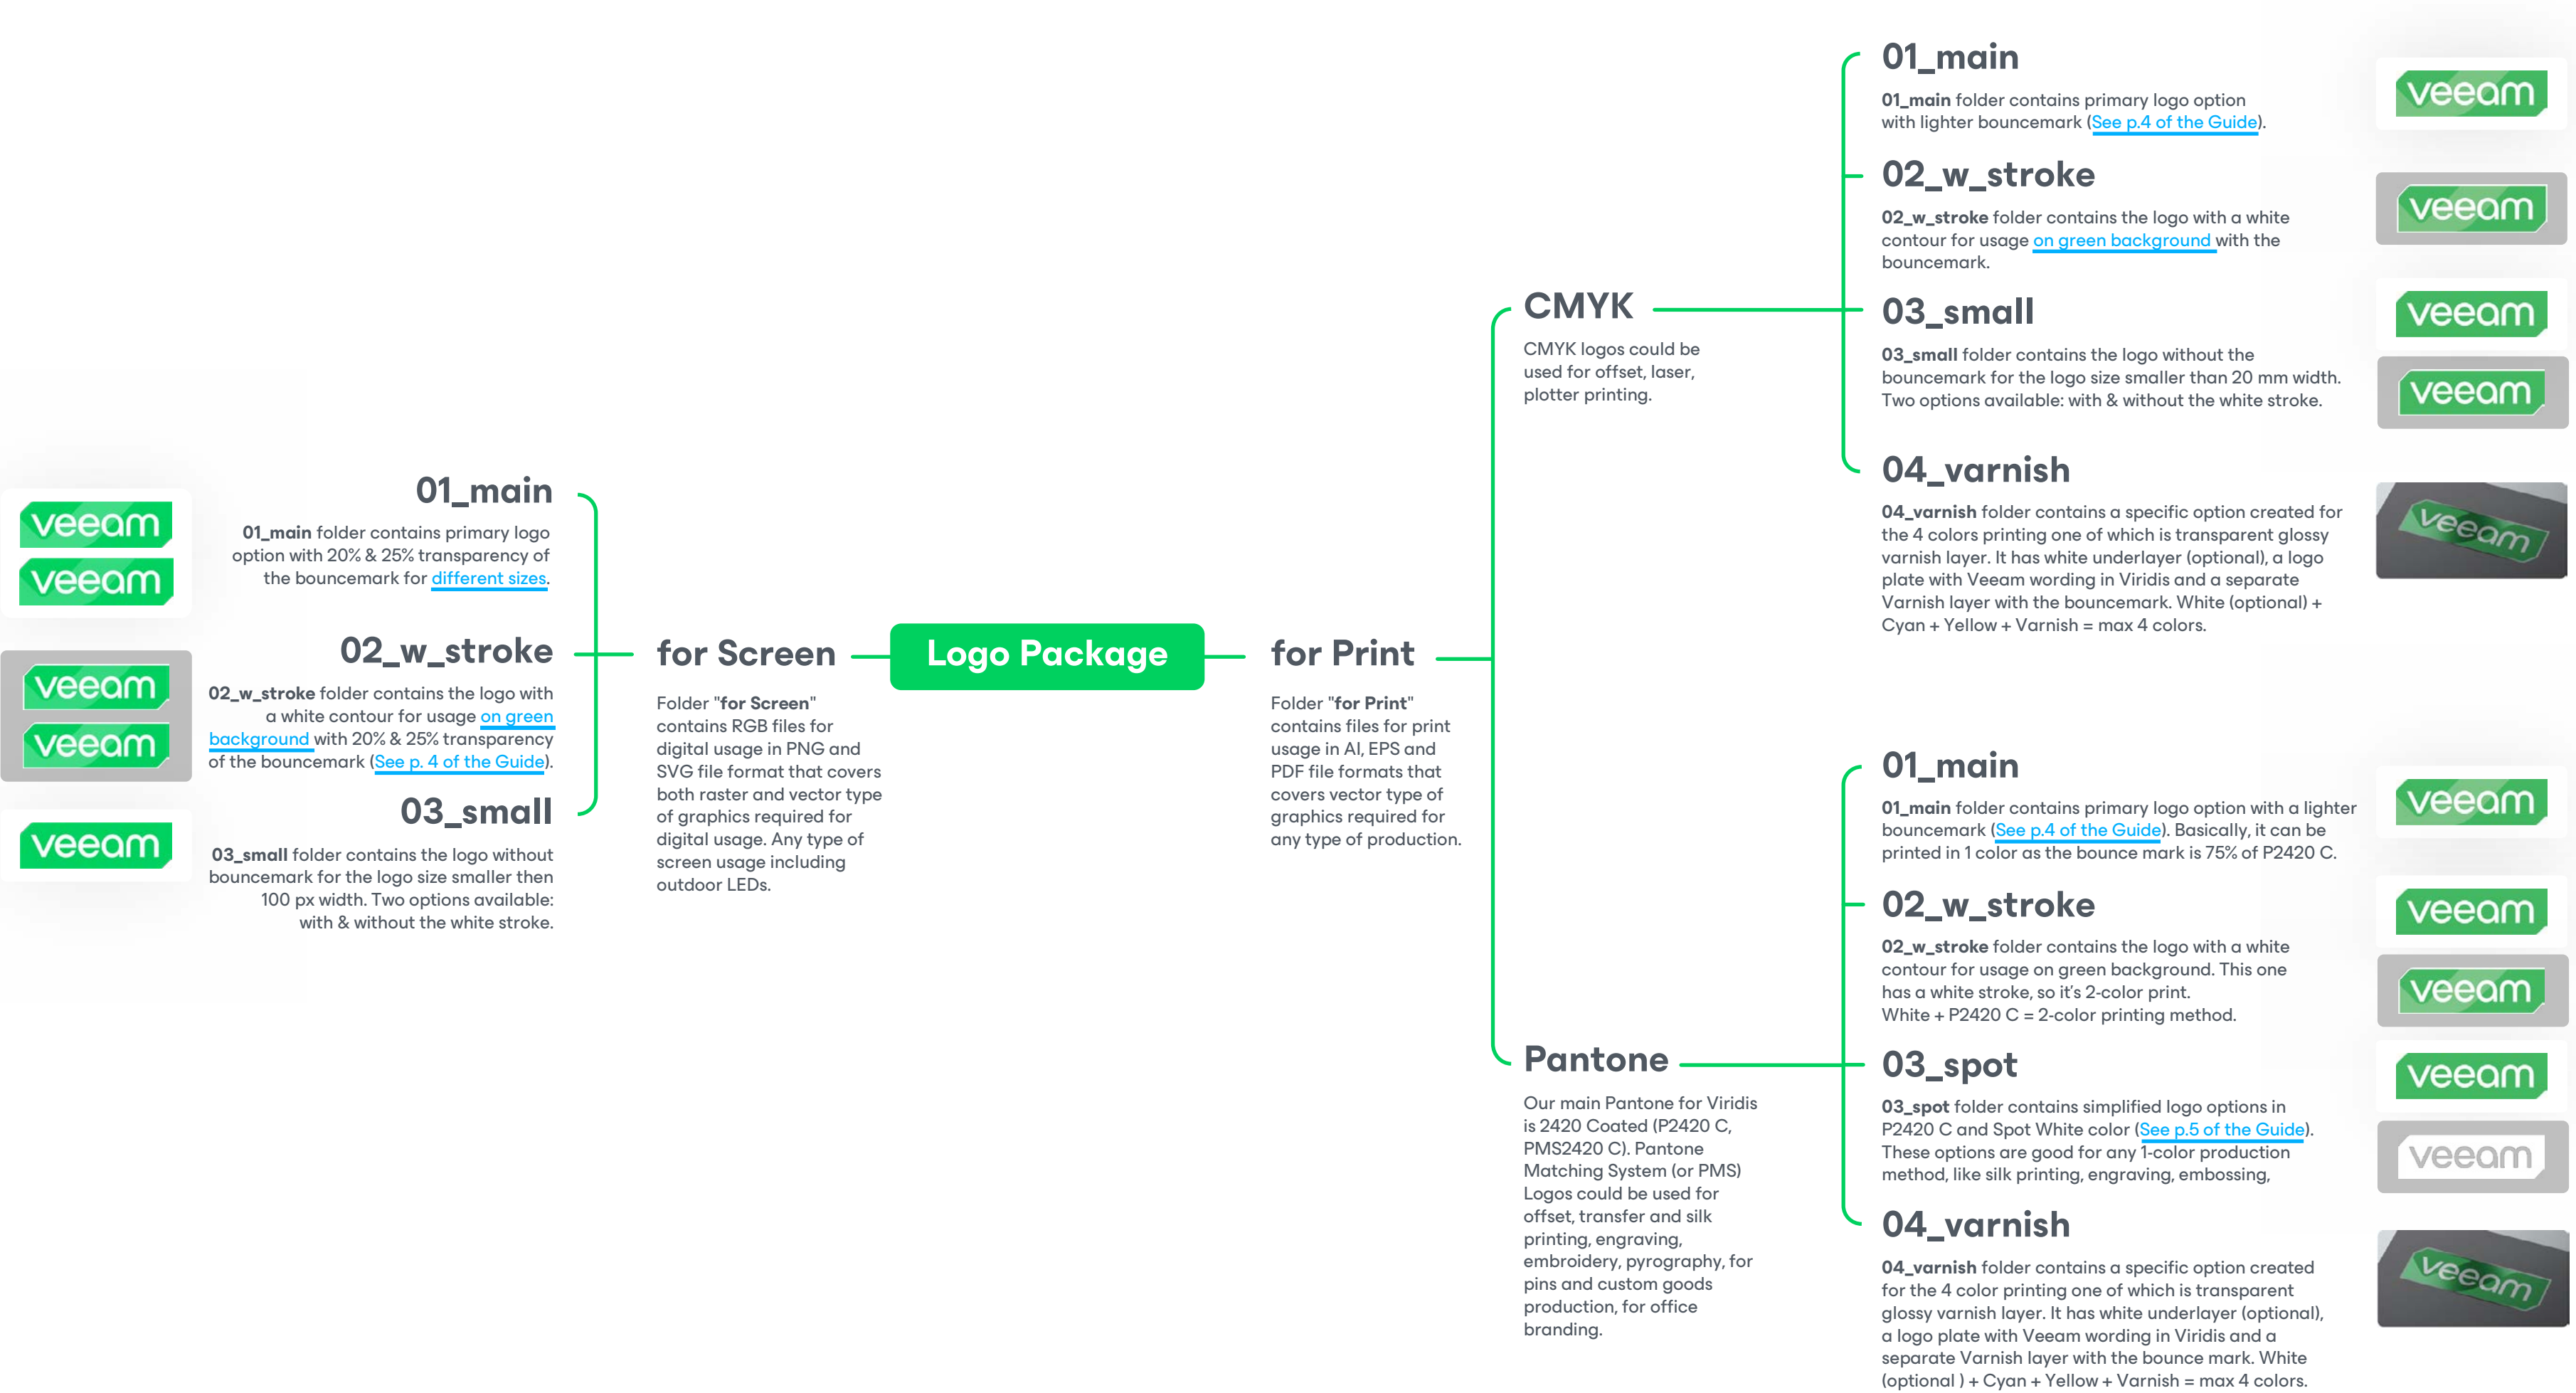 veeam
veeam
01_main
01_main folder contains primary logo
option with 20% & 25% transparency of
the bouncemark for different sizes.
veeam
veeam
02_w_stroke
02_w_stroke folder contains the logo with
a white contour for usage on green
background with 20% & 25% transparency
of the bouncemark (See p. 4 of the Guide).
veeam
03_small
03_small folder contains the logo without
bouncemark for the logo size smaller then
100 px width. Two options available:
with & without the white stroke.
for Screen
Folder "for Screen"
contains RGB files for
digital usage in PNG and
SVG file format that covers
both raster and vector type
of graphics required for
digital usage. Any type of
screen usage including
outdoor LEDs.
Logo Package
for Print
Folder "for Print"
contains files for print
usage in AI, EPS and
PDF file formats that
covers vector type of
graphics required for
any type of production.
CMYK
CMYK logos could be
used for offset, laser,
plotter printing.
01_main
01_main folder contains primary logo option
with lighter bouncemark (See p.4 of the Guide).
veeam
02_w_stroke
02_w_stroke folder contains the logo with a white
contour for usage on green background with the
bouncemark.
veeam
03_small
03_small folder contains the logo without the
bouncemark for the logo size smaller than 20 mm width.
Two options available: with & without the white stroke.
veeam
veeam
04_varnish
04_varnish folder contains a specific option created for
the 4 colors printing one of which is transparent glossy
varnish layer. It has white underlayer (optional), a logo
plate with Veeam wording in Viridis and a separate
Varnish layer with the bouncemark. White (optional) +
Cyan + Yellow + Varnish = max 4 colors.
veeam
Pantone
Our main Pantone for Viridis
is 2420 Coated (P2420 C,
PMS2420 C). Pantone
Matching System (or PMS)
Logos could be used for
offset, transfer and silk
printing, engraving,
embroidery, pyrography, for
pins and custom goods
production, for office
branding.
01_main
01_main folder contains primary logo option with a lighter
bouncemark (See p.4 of the Guide). Basically, it can be
printed in 1 color as the bounce mark is 75% of P2420 C.
veeam
02_w_stroke
02_w_stroke folder contains the logo with a white
contour for usage on green background. This one
has a white stroke, so it's 2-color print.
White + P2420 C = 2-color printing method.
veeam
veeam
03_spot
03_spot folder contains simplified logo options in
P2420 C and Spot White color (See p.5 of the Guide).
These options are good for any 1-color production
method, like silk printing, engraving, embossing,
veeam
veeam
04_varnish
04_varnish folder contains a specific option created
for the 4 color printing one of which is transparent
glossy varnish layer. It has white underlayer (optional),
a logo plate with Veeam wording in Viridis and a
separate Varnish layer with the bounce mark. White
(optional ) + Cyan + Yellow + Varnish = max 4 colors.
veeam